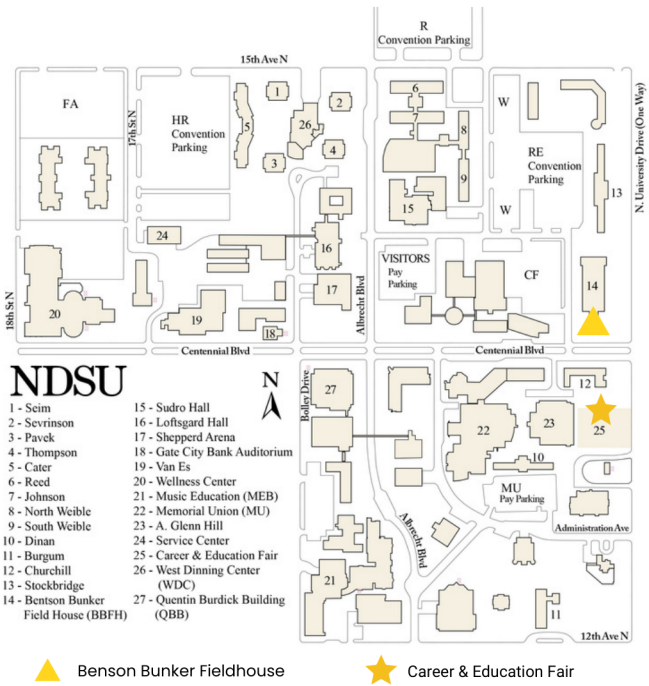 R
Convention Parking
15th Ave N
FA
17th St N
HR
Convention
Parking
1
2
3
4
5
26
6
7
8
9
15
W
W
RE
Convention
Parking
13
N. University Drive (One Way)
24
16
17
18
19
20
18th St N
Albrecht Blvd
VISITORS
Pay
Parking
CF
14
Centennial Blvd
Centennial Blvd
NDSU
N
1 - Seim
2 - Sevrinson
3 - Pavek
4 - Thompson
5 - Cater
6 - Reed
7 - Johnson
8 - North Weible
9 - South Weible
10 - Dinan
11 - Burgum
12 - Churchill
13 - Stockbridge
14 - Bentson Bunker
Field House (BBFH)
15 - Sudro Hall
16 - Loftsgard Hall
17 - Shepperd Arena
18 - Gate City Bank Auditorium
19 - Van Es
20 - Wellness Center
21 - Music Education (MEB)
22 - Memorial Union (MU)
23 - A. Glenn Hill
24 - Service Center
25 - Career & Education Fair
26 - West Dinning Center
(WDC)
27 - Quentin Burdick Building
(QBB)
Bolley Drive
27
12
22
23
25
10
MU
Pay Parking
Administration Ave
Albrecht Blvd
21
11
12th Ave N
Benson Bunker Fieldhouse
Career & Education Fair